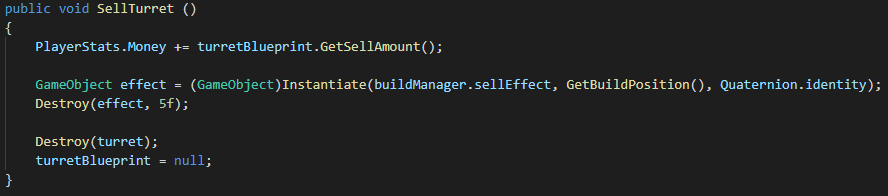 public void SellTurret ()
{
    PlayerStats.Money += turretBlueprint.GetSellAmount();
    GameObject effect = (GameObject)Instantiate(buildManager.sellEffect, GetBuildPosition(), Quaternion.identity);
    Destroy(effect, 5f);
    Destroy(turret);
    turretBlueprint = null;
}